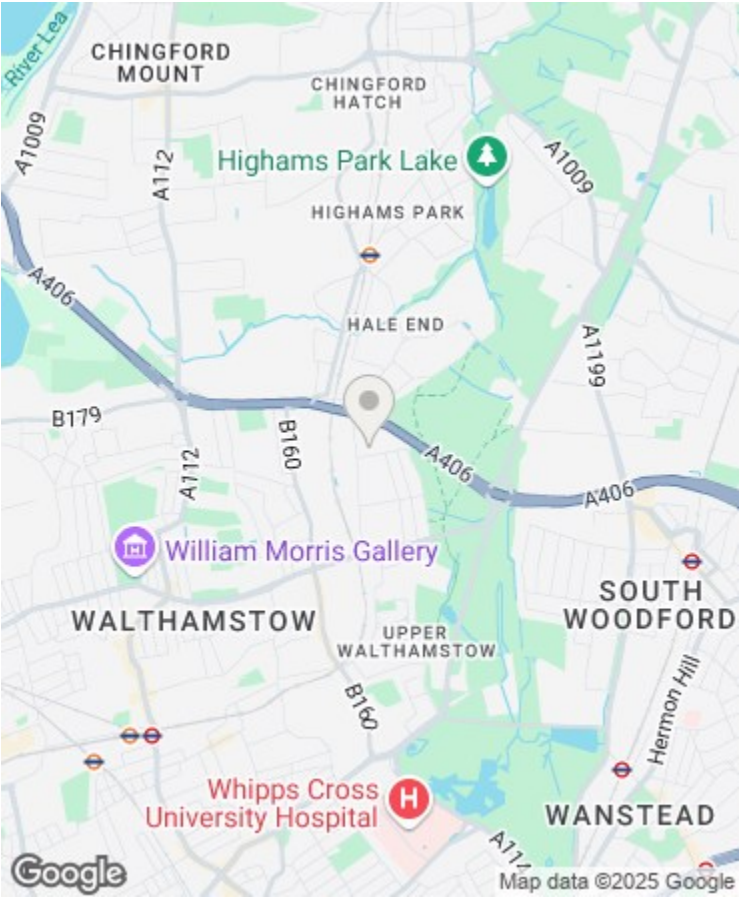 River Lea
CHINGFORD
MOUNT
CHINGFORD
HATCH
A1009
A112
Highams Park Lake
A1009
HIGHAMS PARK
A406
HALE END
A1199
B179
B160
A112
A406
A406
William Morris Gallery
SOUTH
WOODFORD
WALTHAMSTOW
UPPER
WALTHAMSTOW
B160
Hermon Hill
Whipps Cross
University Hospital
H
WANSTEAD
A114
Google
Map data ©2025 Google